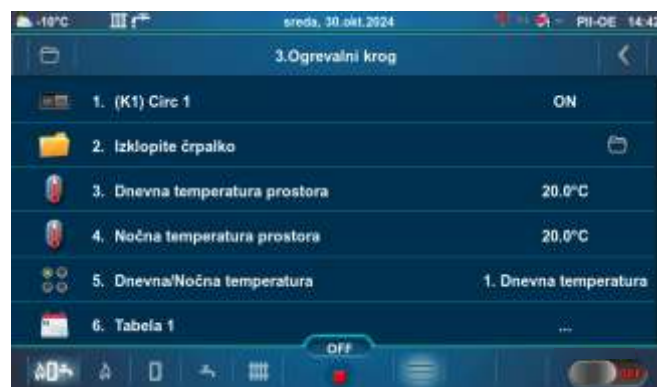 -10°C sreda, 30.okt.2024 PII-OE 14:42
3.Ogrevalni krog
1. (K1) Circ 1 ON
2. Izklopite črpalko
3. Dnevna temperatura prostora 20.0°C
4. Nočna temperatura prostora 20.0°C
5. Dnevna/Nočna temperatura 1. Dnevna temperatura
6. Tabela 1 ...
OFF
OFF